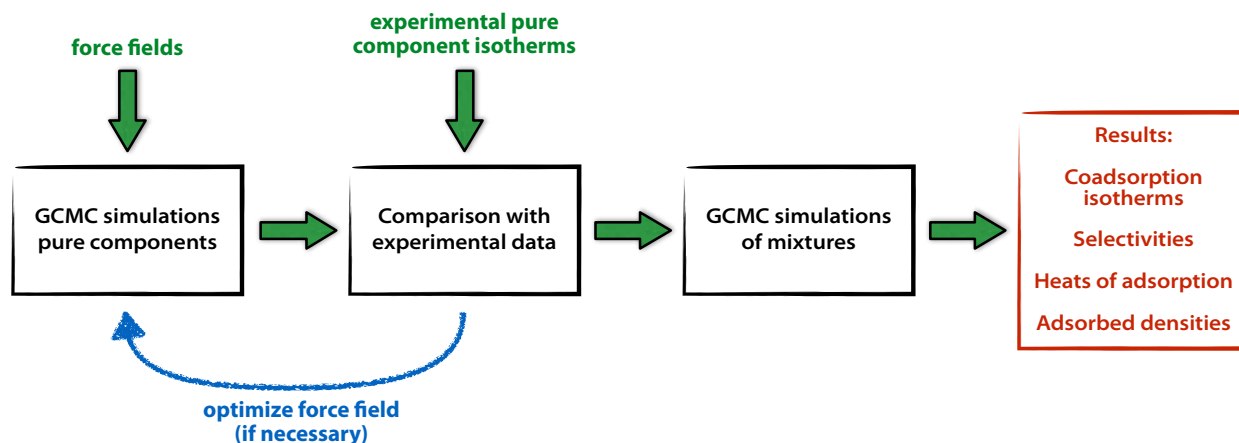 force fields
experimental pure
component isotherms
GCMC simulations
pure components
Comparison with
experimental data
GCMC simulations
of mixtures
Results:
Coadsorption
isotherms
Selectivities
Heats of adsorption
Adsorbed densities
optimize force field
(if necessary)